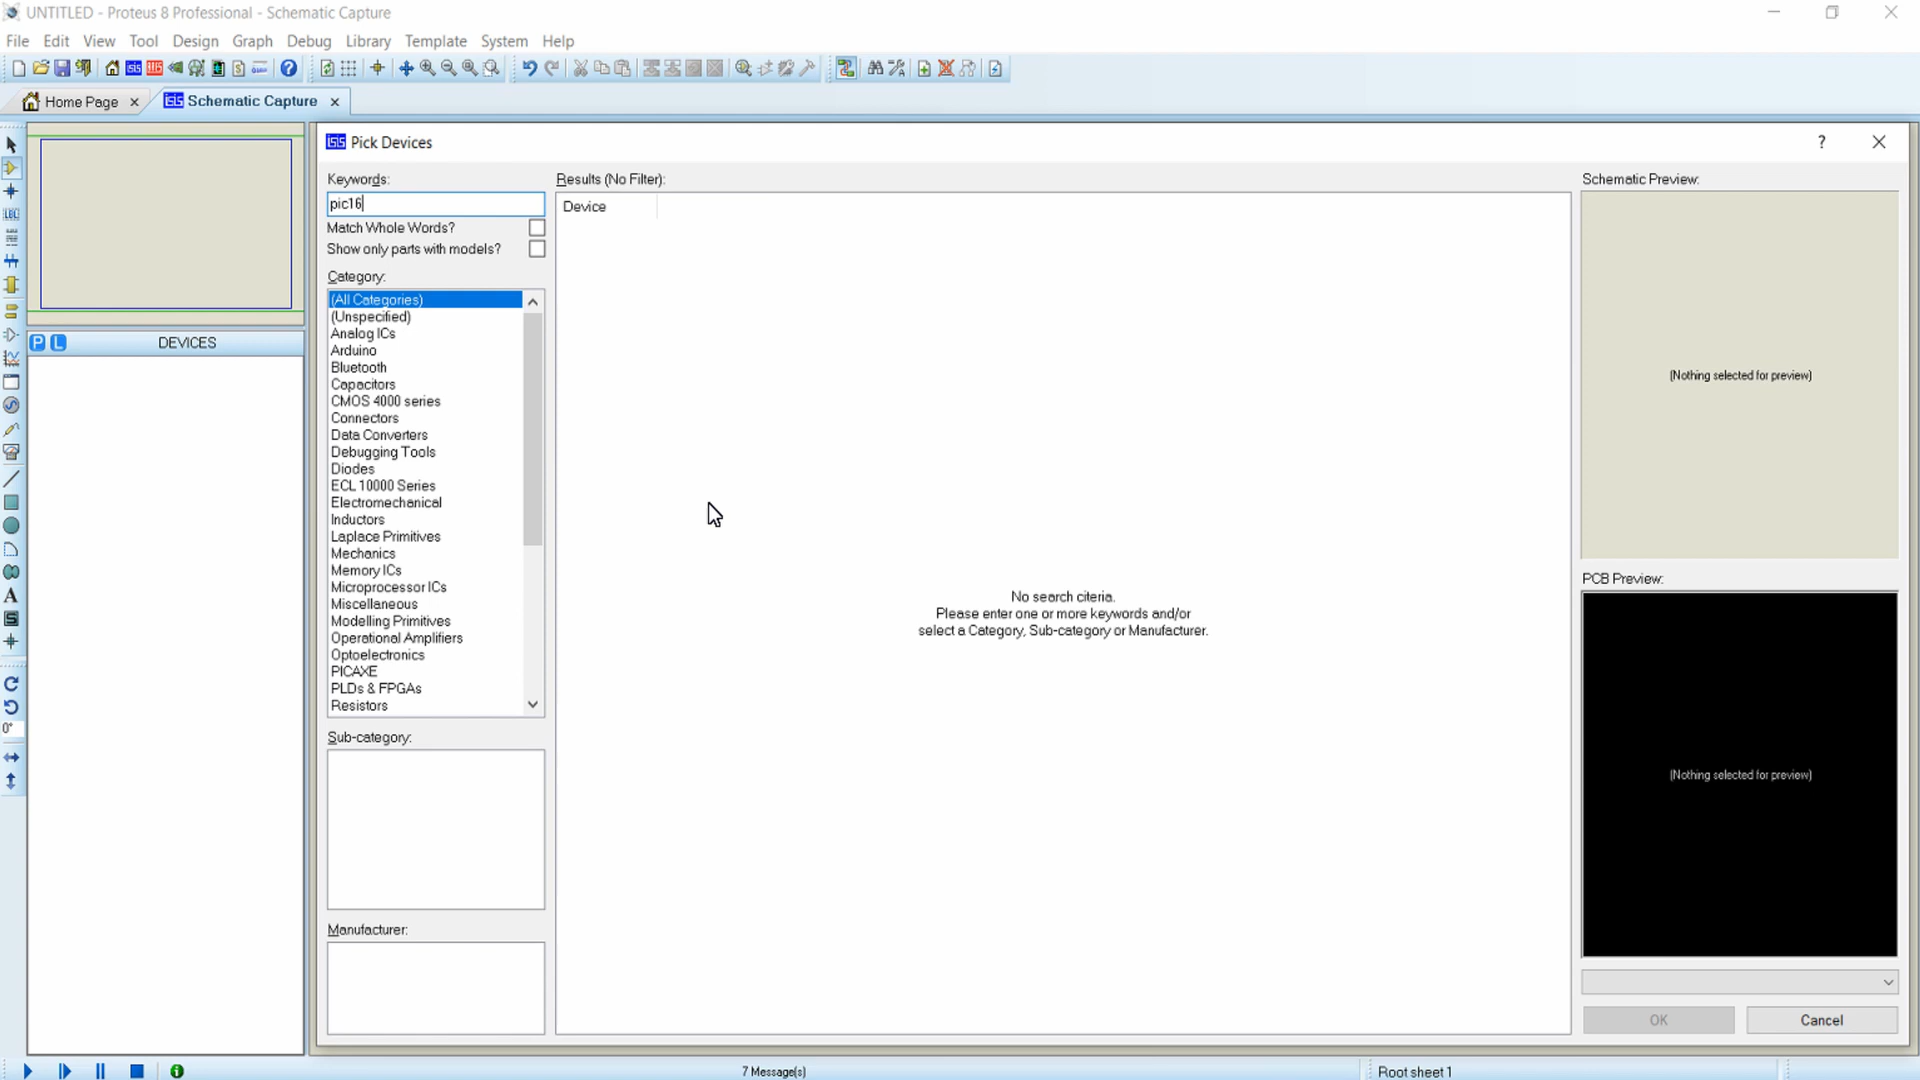 UNTITLED - Proteus 8 Professional - Schematic Capture
File Edit View Tool Design Graph Debug Library Template System Help
Home Page
Schematic Capture
Pick Devices
Keywords:
pic16
Match Whole Words?
Show only parts with models?
Category:
(All Categories)
(Unspecified)
Analog ICs
Arduino
Bluetooth
Capacitors
CMOS 4000 series
Connectors
Data Converters
Debugging Tools
Diodes
ECL 10000 Series
Electromechanical
Inductors
Laplace Primitives
Mechanics
Memory ICs
Microprocessor ICs
Miscellaneous
Modelling Primitives
Operational Amplifiers
Optoelectronics
PICAXE
PLDs & FPGAs
Resistors
Sub-category:
Manufacturer:
Results (No Filter):
Device
No search citeria.
Please enter one or more keywords and/or
select a Category, Sub-category or Manufacturer.
Schematic Preview:
(Nothing selected for preview)
PCB Preview:
(Nothing selected for preview)
OK
Cancel
P L DEVICES
0°
7 Message(s)
Root sheet 1